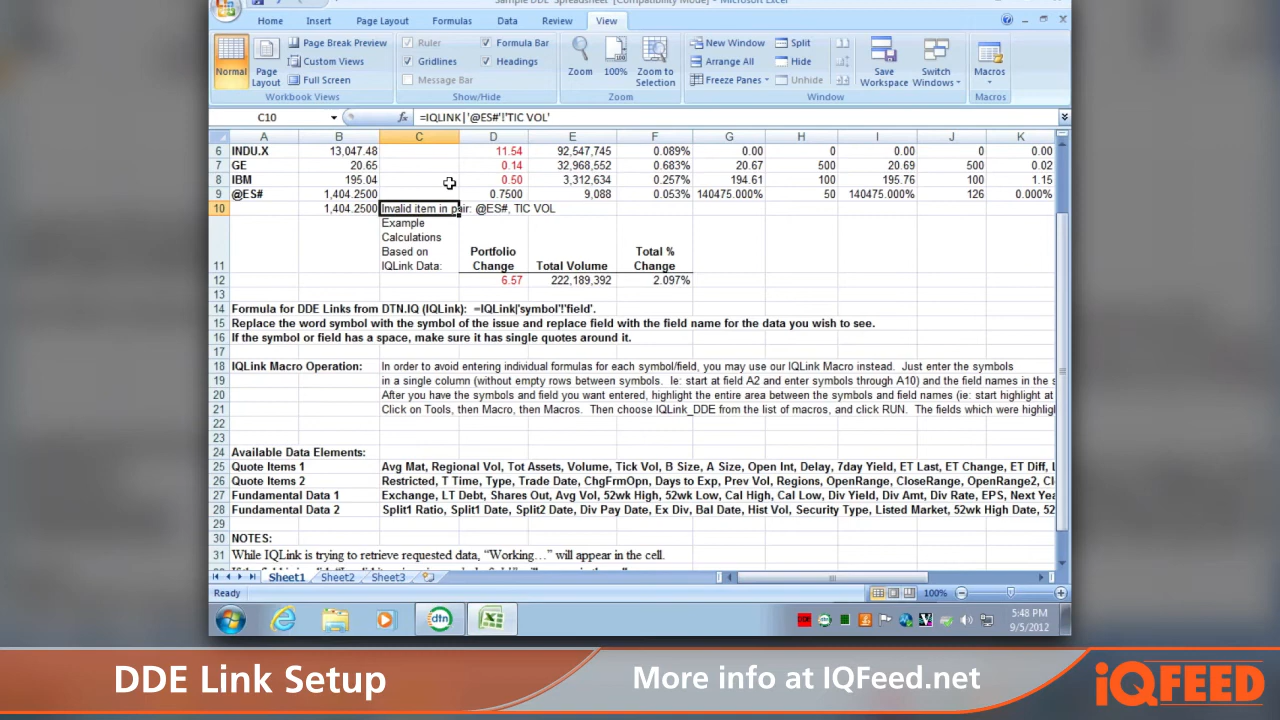 Sample DDE Spreadsheet [Compatibility Mode] - Microsoft Excel
Home Insert Page Layout Formulas Data Review View
Normal Page Layout Page Break Preview Custom Views Full Screen
Workbook Views
Ruler Formula Bar
Gridlines Headings
Message Bar
Show/Hide
Zoom 100% Zoom to Selection
Zoom
New Window Split
Arrange All Hide
Freeze Panes Unhide
Save Workspace Switch Windows
Window
Macros
Macros
C10 fx =IQLINK|'@ES#'!'TIC VOL'
A B C D E F G H I J K
6 INDU.X 13,047.48 11.54 92,547,745 0.089% 0.00 0 0.00 0 0.00
7 GE 20.65 0.14 32,968,552 0.683% 20.67 500 20.69 500 0.02
8 IBM 195.04 0.50 3,312,634 0.257% 194.61 100 195.76 100 1.15
9 @ES# 1,404.2500 0.7500 9,088 0.053% 140475.000% 50 140475.000% 126 0.000%
10 1,404.2500 Invalid item in pair: @ES#, TIC VOL
Example
Calculations
Based on Portfolio Total %
11 IQLink Data: Change Total Volume Change
12 6.57 222,189,392 2.097%
13
14 Formula for DDE Links from DTN.IQ (IQLink): =IQLink|'symbol'!'field'.
15 Replace the word symbol with the symbol of the issue and replace field with the field name for the data you wish to see.
16 If the symbol or field has a space, make sure it has single quotes around it.
17
18 IQLink Macro Operation: In order to avoid entering individual formulas for each symbol/field, you may use our IQLink Macro instead. Just enter the symbols
19 in a single column (without empty rows between symbols. Ie: start at field A2 and enter symbols through A10) and the field names in the s
20 After you have the symbols and field you want entered, highlight the entire area between the symbols and field names (ie: start highlight at
21 Click on Tools, then Macro, then Macros. Then choose IQLink_DDE from the list of macros, and click RUN. The fields which were highlig
22
23
24 Available Data Elements:
25 Quote Items 1 Avg Mat, Regional Vol, Tot Assets, Volume, Tick Vol, B Size, A Size, Open Int, Delay, 7day Yield, ET Last, ET Change, ET Diff, L
26 Quote Items 2 Restricted, T Time, Type, Trade Date, ChgFrmOpn, Days to Exp, Prev Vol, Regions, OpenRange, CloseRange, OpenRange2, Cl
27 Fundamental Data 1 Exchange, LT Debt, Shares Out, Avg Vol, 52wk High, 52wk Low, Cal High, Cal Low, Div Yield, Div Amt, Div Rate, EPS, Next Yea
28 Fundamental Data 2 Split1 Ratio, Split1 Date, Split2 Date, Div Pay Date, Ex Div, Bal Date, Hist Vol, Security Type, Listed Market, 52wk High Date, 52
29
30 NOTES:
31 While IQLink is trying to retrieve requested data, “Working…” will appear in the cell.
Sheet1 Sheet2 Sheet3
Ready 100%
dtn 5:48 PM
9/5/2012
DDE Link Setup More info at IQFeed.net iQFEED